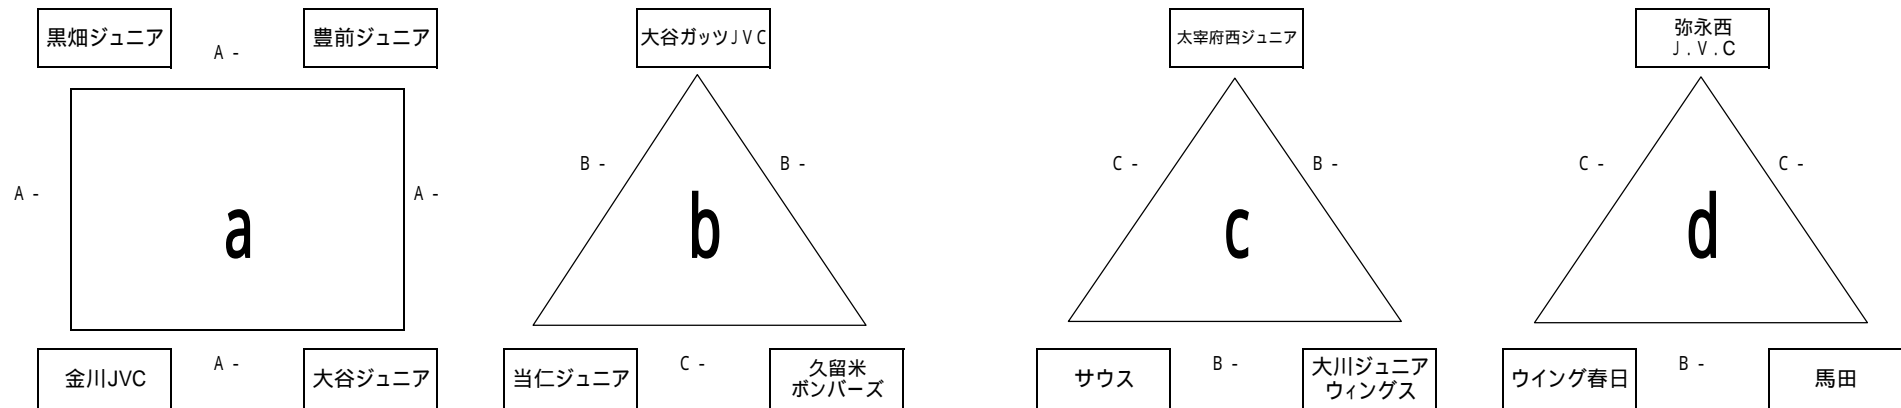 黒畑ジュニア
A -
豊前ジュニア
A -
a
A -
金川JVC
A -
大谷ジュニア
大谷ガッツJVC
B -
B -
b
当仁ジュニア
C -
久留米
ボンバーズ
太宰府西ジュニア
C -
B -
c
サウス
B -
大川ジュニア
ウィングス
弥永西
J.V.C
C -
C -
d
ウイング春日
B -
馬田